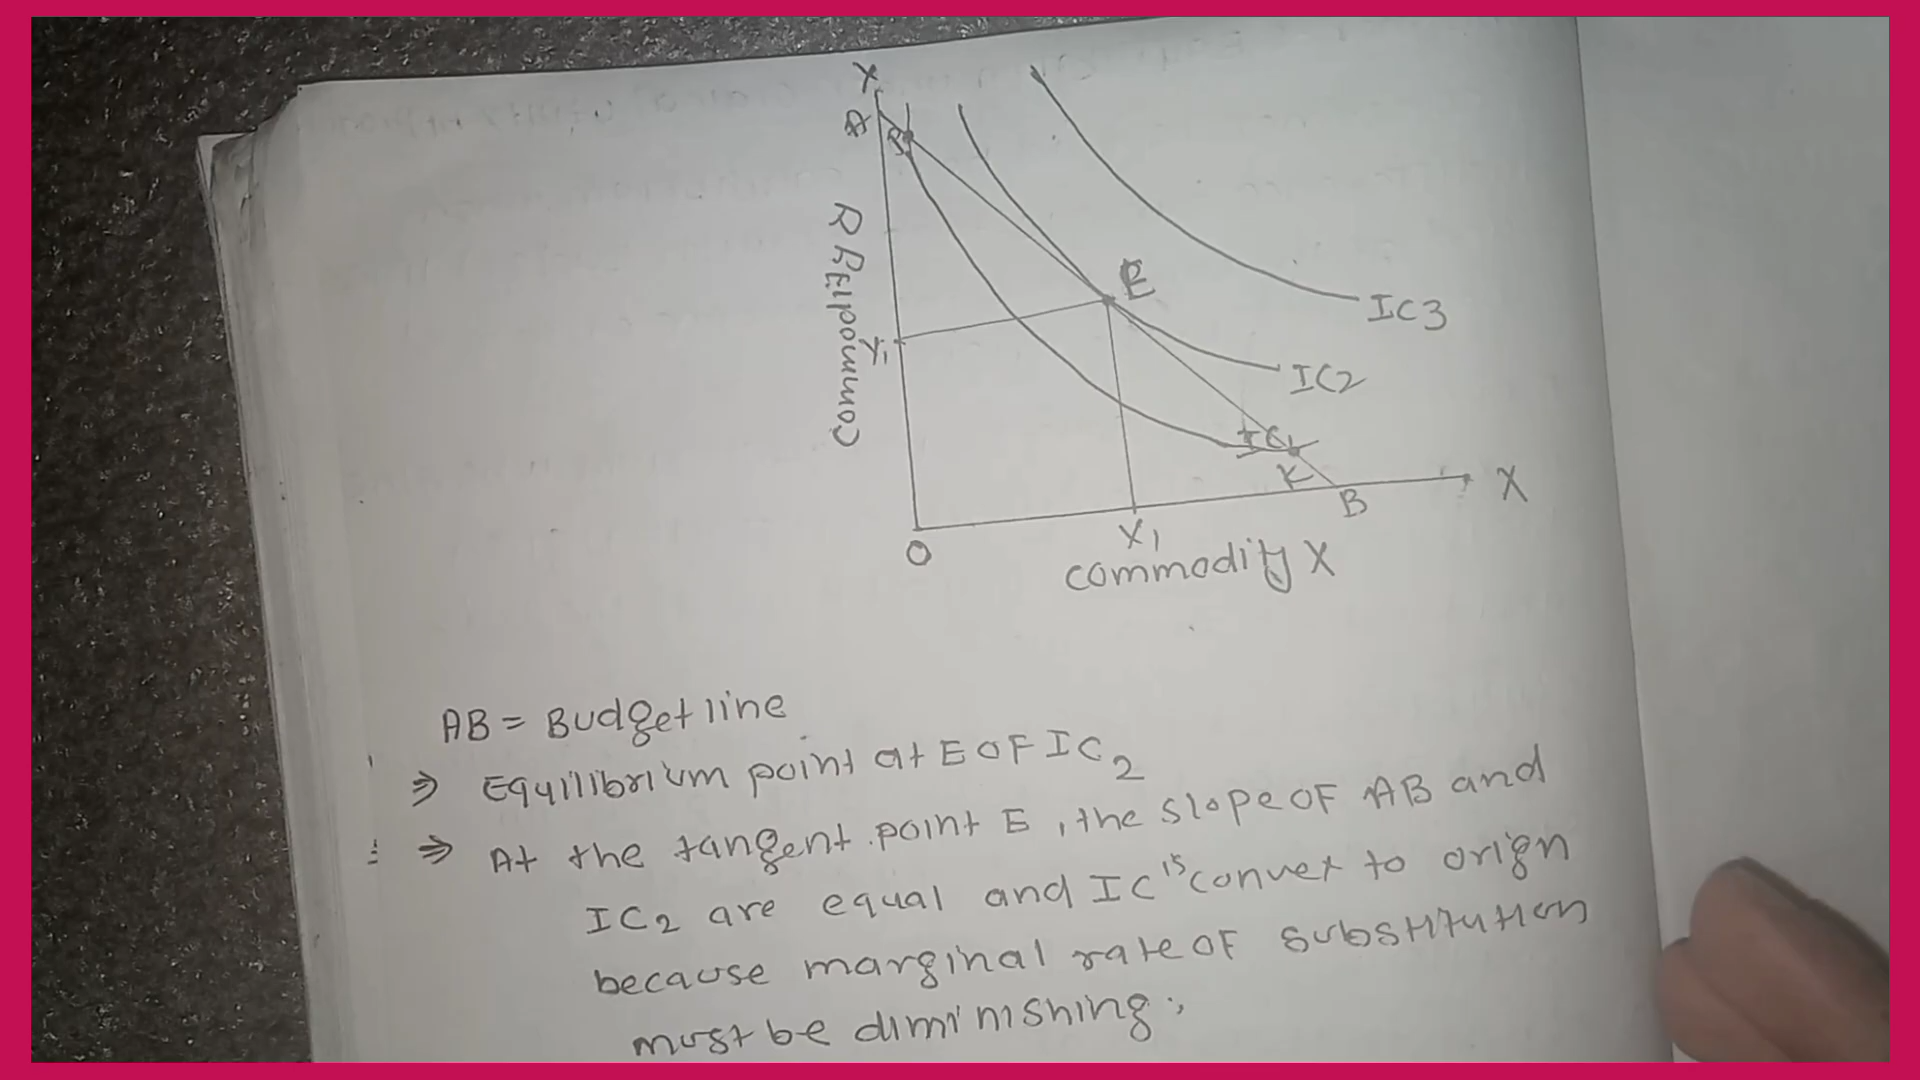 Y
A
S
E
IC3
Y1
IC2
IC1
K
B
X
O
X1
commodity X
AB = Budget line
⇒ Equilibrium point at E OF IC2
⇒ At the tangent point E, the slope OF AB and
IC2 are equal and IC is convex to orign
because marginal rate OF substitution
must be diminishing.